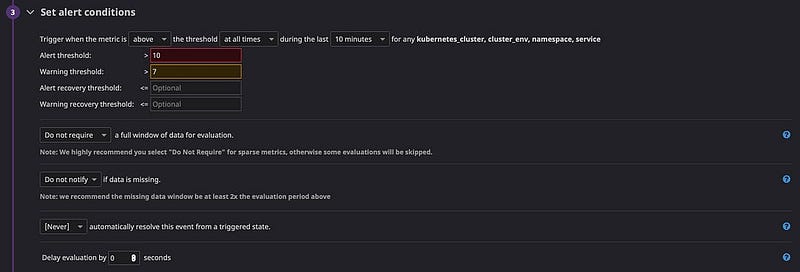 3 Set alert conditions
Trigger when the metric is above the threshold at all times during the last 10 minutes for any kubernetes_cluster, cluster_env, namespace, service
Alert threshold: > 10
Warning threshold: > 7
Alert recovery threshold: <= Optional
Warning recovery threshold: <= Optional
Do not require a full window of data for evaluation.
Note: We highly recommend you select "Do Not Require" for sparse metrics, otherwise some evaluations will be skipped.
Do not notify if data is missing.
Note: we recommend the missing data window be at least 2x the evaluation period above
[Never] automatically resolve this event from a triggered state.
Delay evaluation by 0 seconds